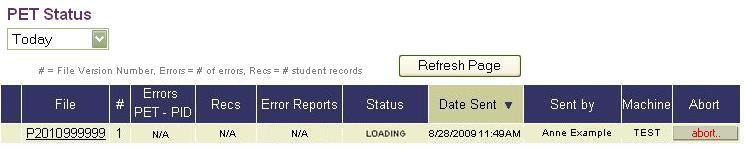 PET Status
Today
# = File Version Number, Errors = # of errors, Recs = # student records
Refresh Page
File # Errors PET - PID Recs Error Reports Status Date Sent ▼ Sent by Machine Abort
P2010999999 1 N/A N/A N/A LOADING 8/28/2009 11:49AM Anne Example TEST abort..